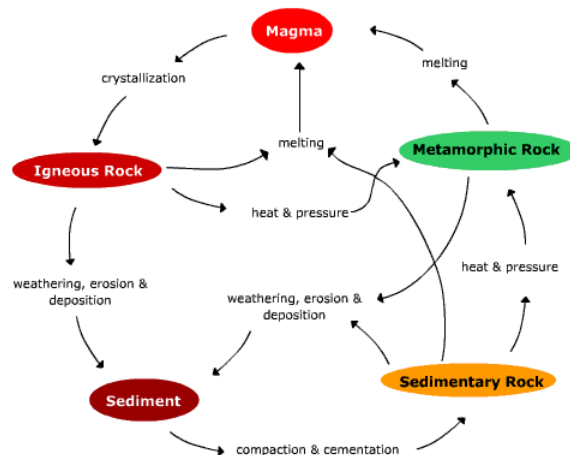 Magma
crystallization
melting
melting
Metamorphic Rock
Igneous Rock
heat & pressure
heat & pressure
weathering, erosion &
deposition
weathering, erosion &
deposition
Sediment
Sedimentary Rock
compaction & cementation